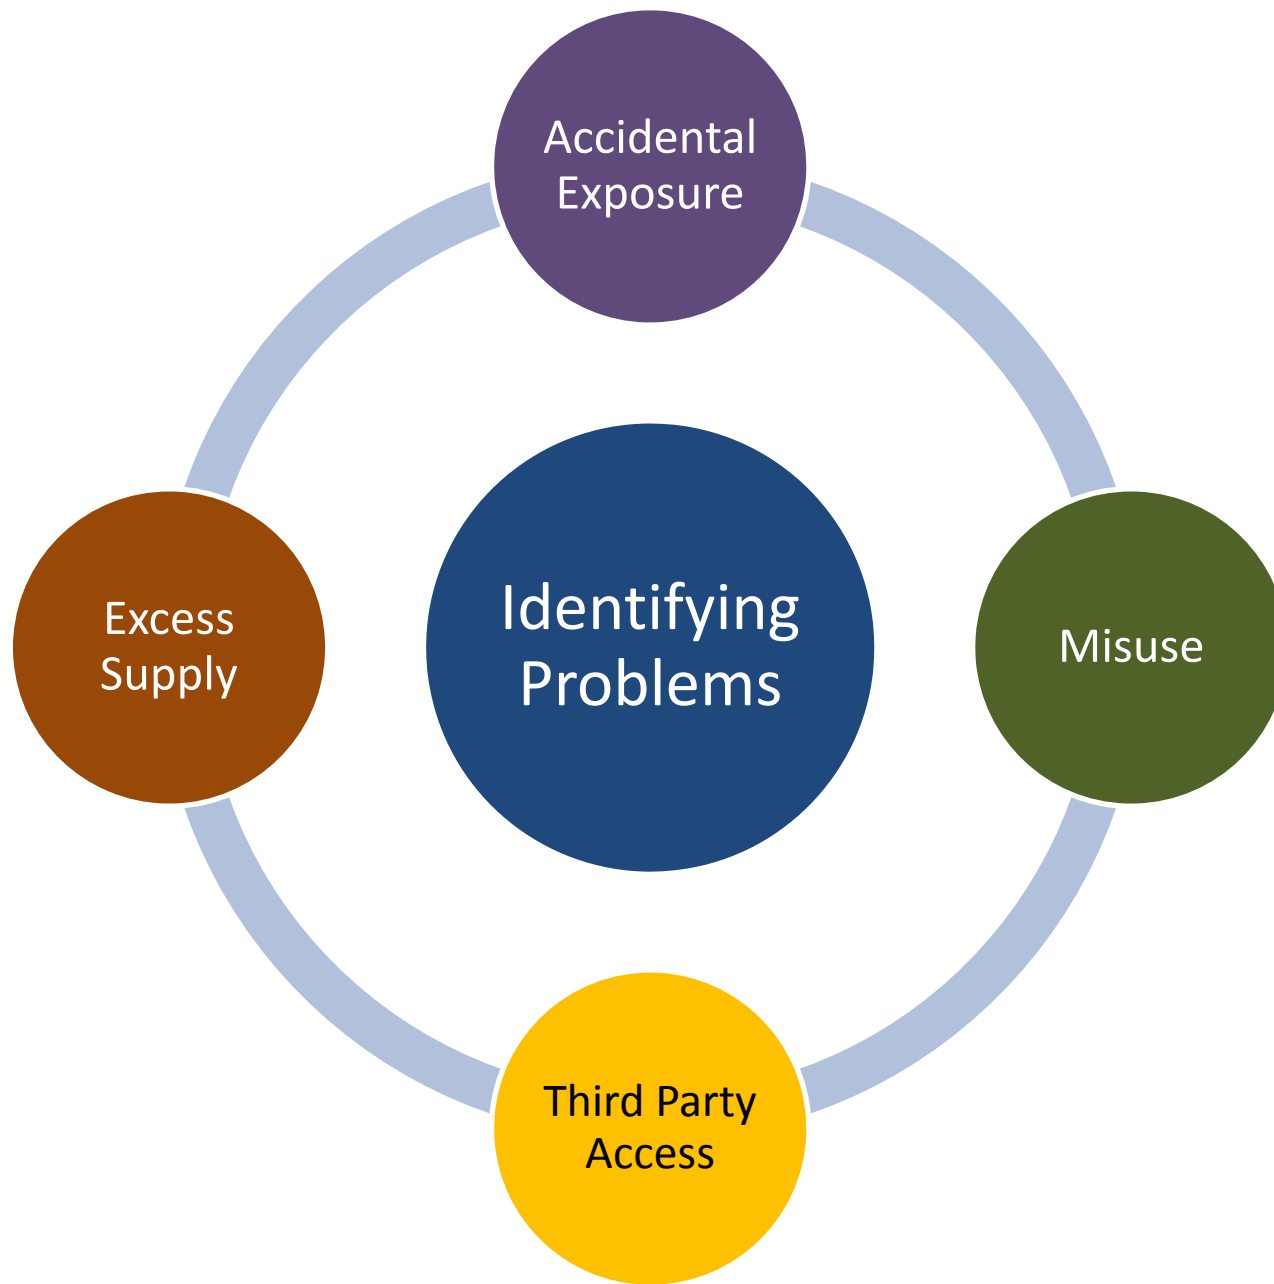 Accidental
Exposure
Excess
Supply
Identifying
Problems
Misuse
Third Party
Access